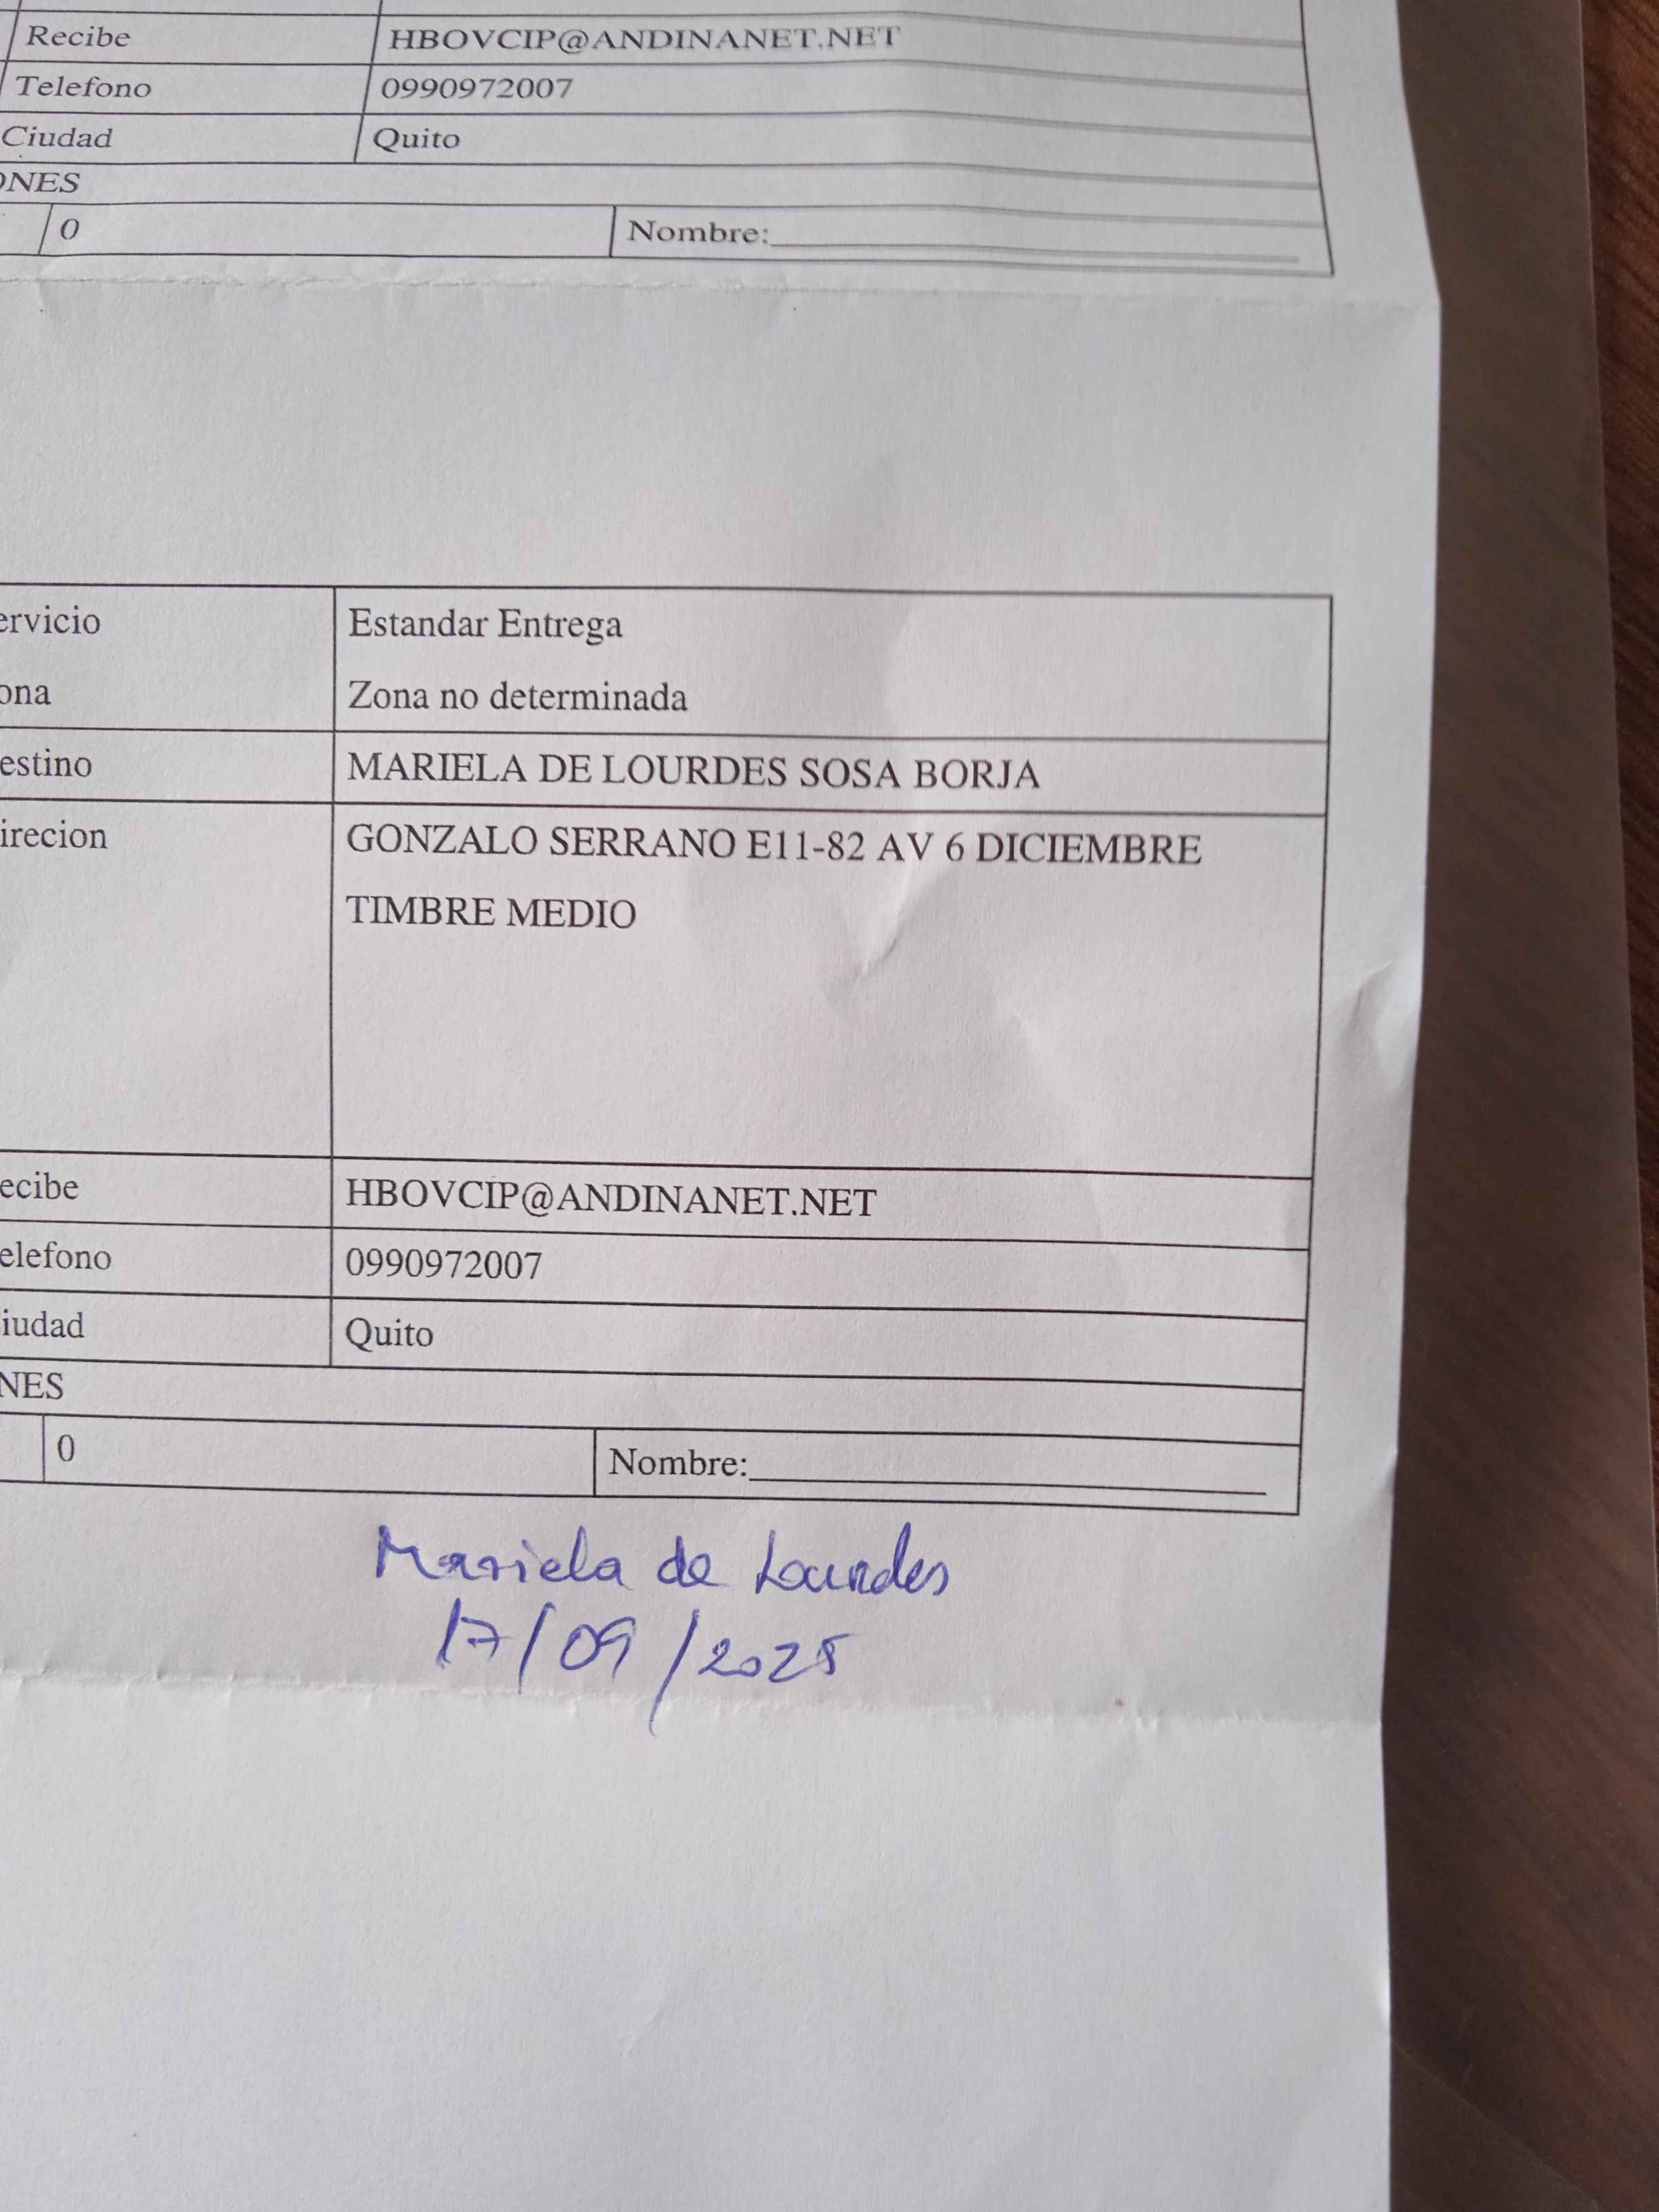 Recibe HBOVCIP@ANDINANET.NET
Telefono 0990972007
Ciudad Quito
ONES
0 Nombre:
ervicio Estandar Entrega
ona Zona no determinada
estino MARIELA DE LOURDES SOSA BORJA
irecion GONZALO SERRANO E11-82 AV 6 DICIEMBRE
TIMBRE MEDIO
ecibe HBOVCIP@ANDINANET.NET
elefono 0990972007
iudad Quito
NES
0 Nombre:
Mariela de Lourdes
17/09/2025